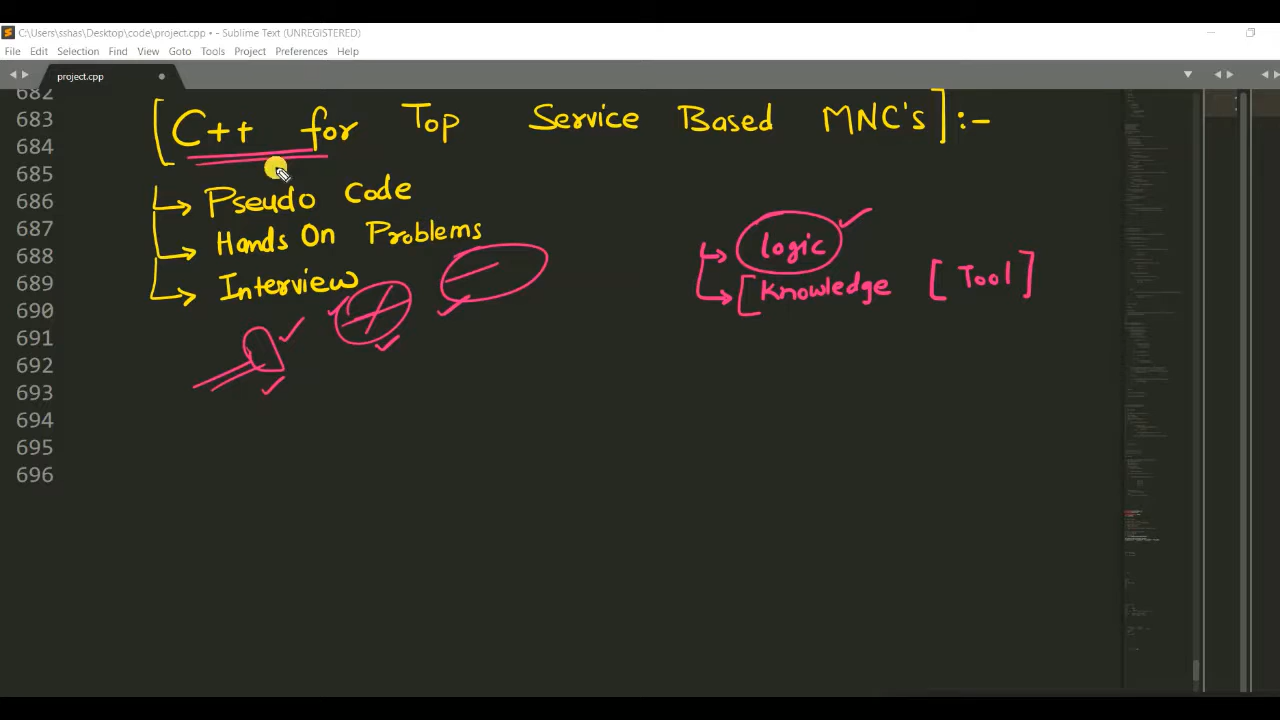 C:\Users\sshas\Desktop\code\project.cpp • - Sublime Text (UNREGISTERED)
File Edit Selection Find View Goto Tools Project Preferences Help
project.cpp
682
683
684
685
686
687
688
689
690
691
692
693
694
695
696
[C++ for Top Service Based MNC's]:-
Pseudo Code
Hands On Problems
Interview
logic
[Knowledge [Tool]